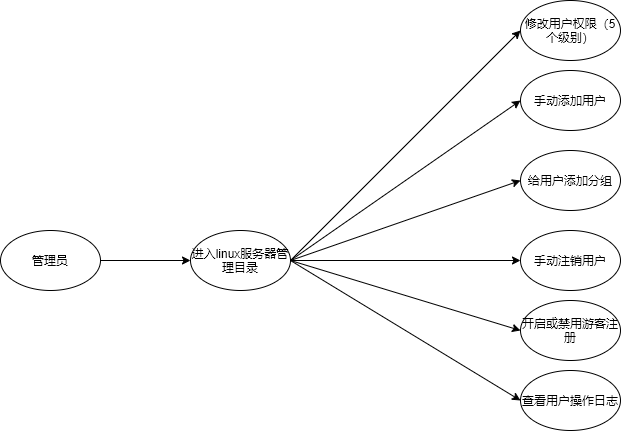 修改用户权限（5
个级别）
手动添加用户
给用户添加分组
管理员
进入linux服务器管
理目录
手动注销用户
开启或禁用游客注
册
查看用户操作日志